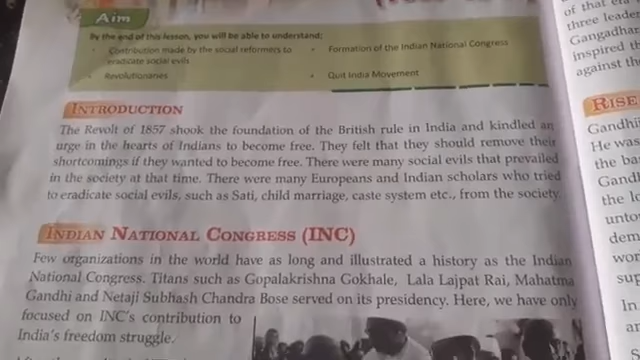 Aim
By the end of this lesson, you will be able to understand:
• Contribution made by the social reformers to eradicate social evils
• Revolutionaries
• Formation of the Indian National Congress
• Quit India Movement
INTRODUCTION
The Revolt of 1857 shook the foundation of the British rule in India and kindled an
urge in the hearts of Indians to become free. They felt that they should remove their
shortcomings if they wanted to become free. There were many social evils that prevailed
in the society at that time. There were many Europeans and Indian scholars who tried
to eradicate social evils, such as Sati, child marriage, caste system etc., from the society.
INDIAN NATIONAL CONGRESS (INC)
Few organizations in the world have as long and illustrated a history as the Indian
National Congress. Titans such as Gopalakrishna Gokhale, Lala Lajpat Rai, Mahatma
Gandhi and Netaji Subhash Chandra Bose served on its presidency. Here, we have only
focused on INC's contribution to
India's freedom struggle.
of that era
three leader
Gangadhar
inspired
against the
RISE
Gandhi
He was
the ba
Gandh
the In
unto
dem
wor
sup
In
an